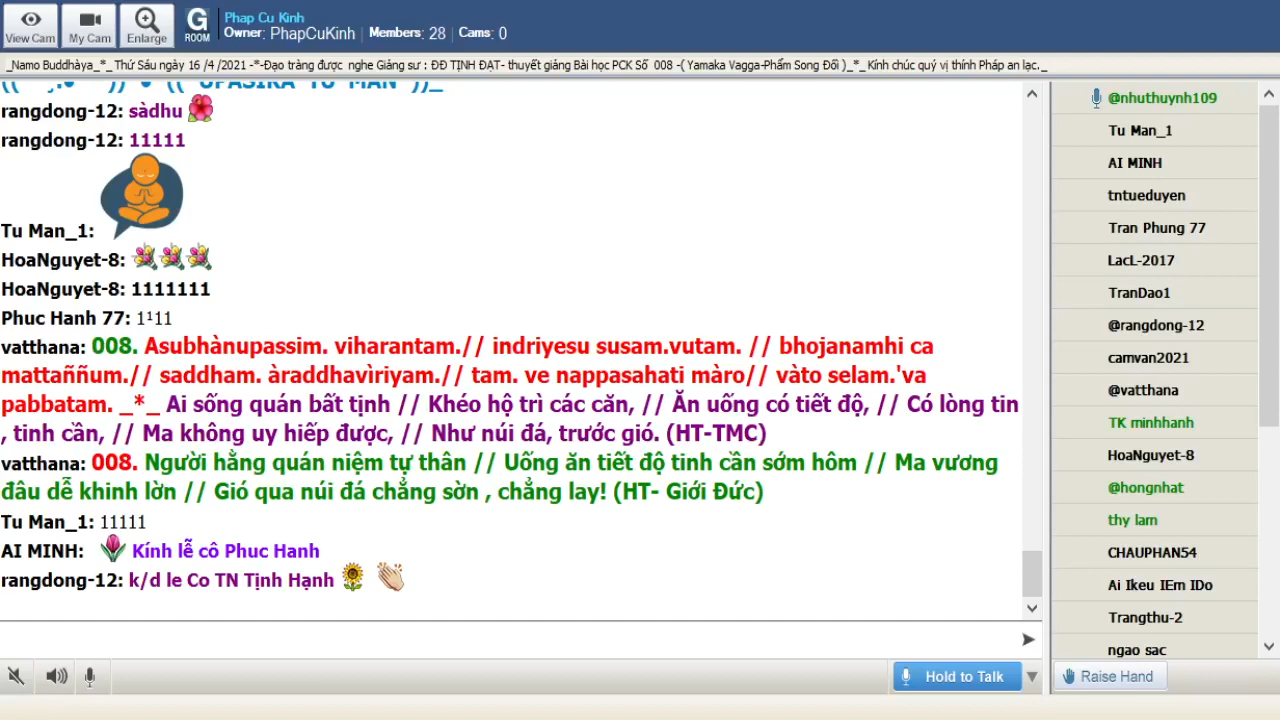 View Cam
My Cam
Enlarge
G
ROOM
Phap Cu Kinh
Owner: PhapCuKinh | Members: 28 | Cams: 0
_Namo Buddhàya_*_ Thứ Sáu ngày 16 /4 /2021 -*-Đạo tràng được nghe Giảng sư : ĐĐ TỊNH ĐẠT- thuyết giảng Bài học PCK Số 008 -( Yamaka Vagga-Phẩm Song Đối )_*_ Kính chúc quý vị thính Pháp an lạc._
rangdong-12: sàdhu
rangdong-12: 11111
Tu Man_1:
HoaNguyet-8:
HoaNguyet-8: 1111111
Phuc Hanh 77: 1¹11
vatthana: 008. Asubhànupassim. viharantam.// indriyesu susam.vutam. // bhojanamhi ca
mattaññum.// saddham. àraddhavìriyam.// tam. ve nappasahati màro// vàto selam.'va
pabbatam. _*_ Ai sống quán bất tịnh // Khéo hộ trì các căn, // Ăn uống có tiết độ, // Có lòng tin
, tinh cần, // Ma không uy hiếp được, // Như núi đá, trước gió. (HT-TMC)
vatthana: 008. Người hằng quán niệm tự thân // Uống ăn tiết độ tinh cần sớm hôm // Ma vương
đâu dễ khinh lờn // Gió qua núi đá chẳng sờn , chẳng lay! (HT- Giới Đức)
Tu Man_1: 11111
AI MINH: Kính lễ cô Phuc Hanh
rangdong-12: k/d le Co TN Tịnh Hạnh
Hold to Talk
@nhuthuynh109
Tu Man_1
AI MINH
tntueduyen
Tran Phung 77
LacL-2017
TranDao1
@rangdong-12
camvan2021
@vatthana
TK minhhanh
HoaNguyet-8
@hongnhat
thy lam
CHAUPHAN54
Ai Ikeu IEm IDo
Trangthu-2
ngao sac
Raise Hand